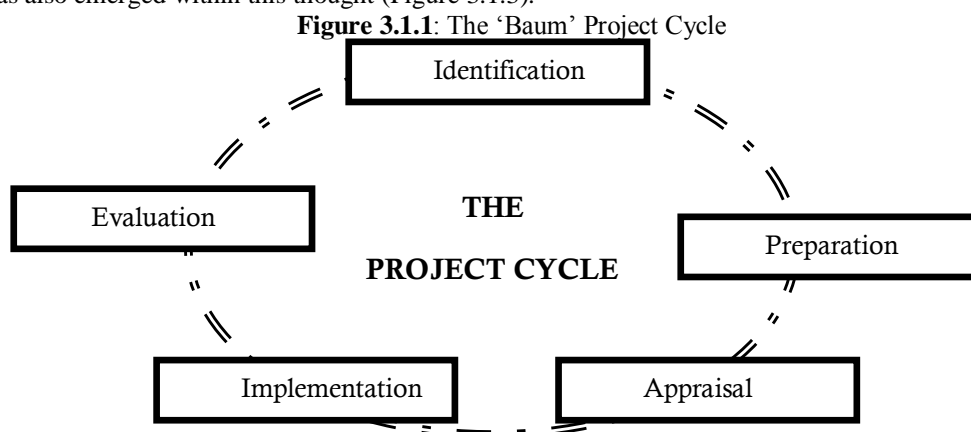 as also emerged within this thought (Figure 3.1.3).
Figure 3.1.1: The ‘Baum’ Project Cycle
Identification
Evaluation
THE
Preparation
PROJECT CYCLE
Implementation
Appraisal